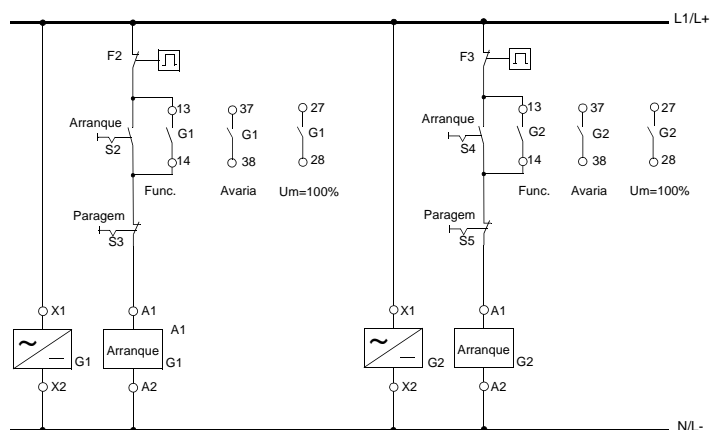 L1/L+
F2
F3
13
37
27
13
37
27
Arranque
G1
G1
G1
Arranque
G2
G2
G2
S2
S4
14
38
28
14
38
28
Func.
Avaria
Um=100%
Func.
Avaria
Um=100%
Paragem
Paragem
S3
S5
X1
A1
X1
A1
A1
~
Arranque
~
Arranque
G1
G1
G2
G2
X2
A2
X2
A2
N/L-